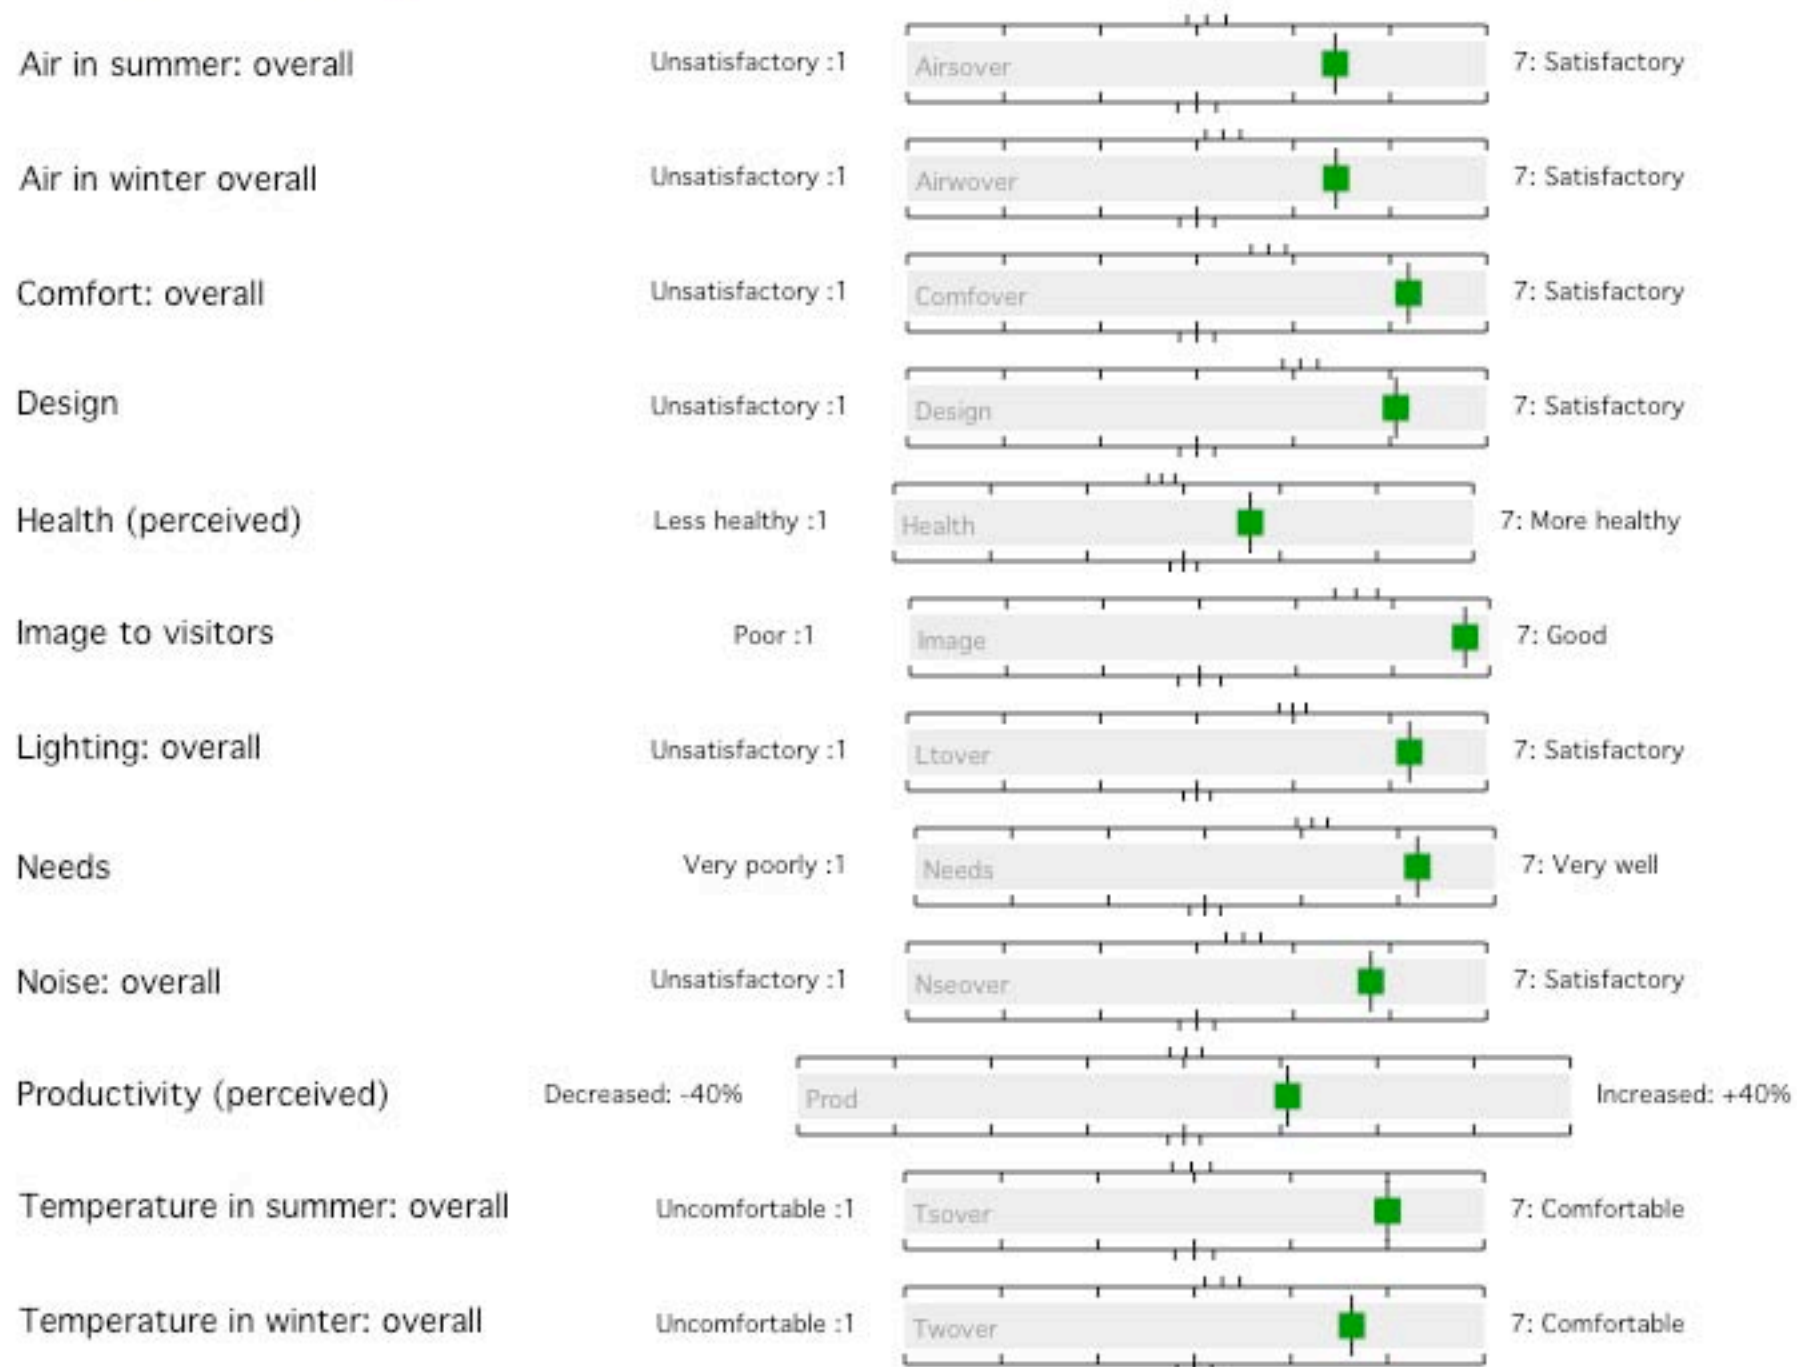 Air in summer: overall Unsatisfactory :1 Airsover 7: Satisfactory
Air in winter overall Unsatisfactory :1 Airwover 7: Satisfactory
Comfort: overall Unsatisfactory :1 Comfover 7: Satisfactory
Design Unsatisfactory :1 Design 7: Satisfactory
Health (perceived) Less healthy :1 Health 7: More healthy
Image to visitors Poor :1 Image 7: Good
Lighting: overall Unsatisfactory :1 Ltover 7: Satisfactory
Needs Very poorly :1 Needs 7: Very well
Noise: overall Unsatisfactory :1 Nseover 7: Satisfactory
Productivity (perceived) Decreased: -40% Prod Increased: +40%
Temperature in summer: overall Uncomfortable :1 Tsover 7: Comfortable
Temperature in winter: overall Uncomfortable :1 Twover 7: Comfortable